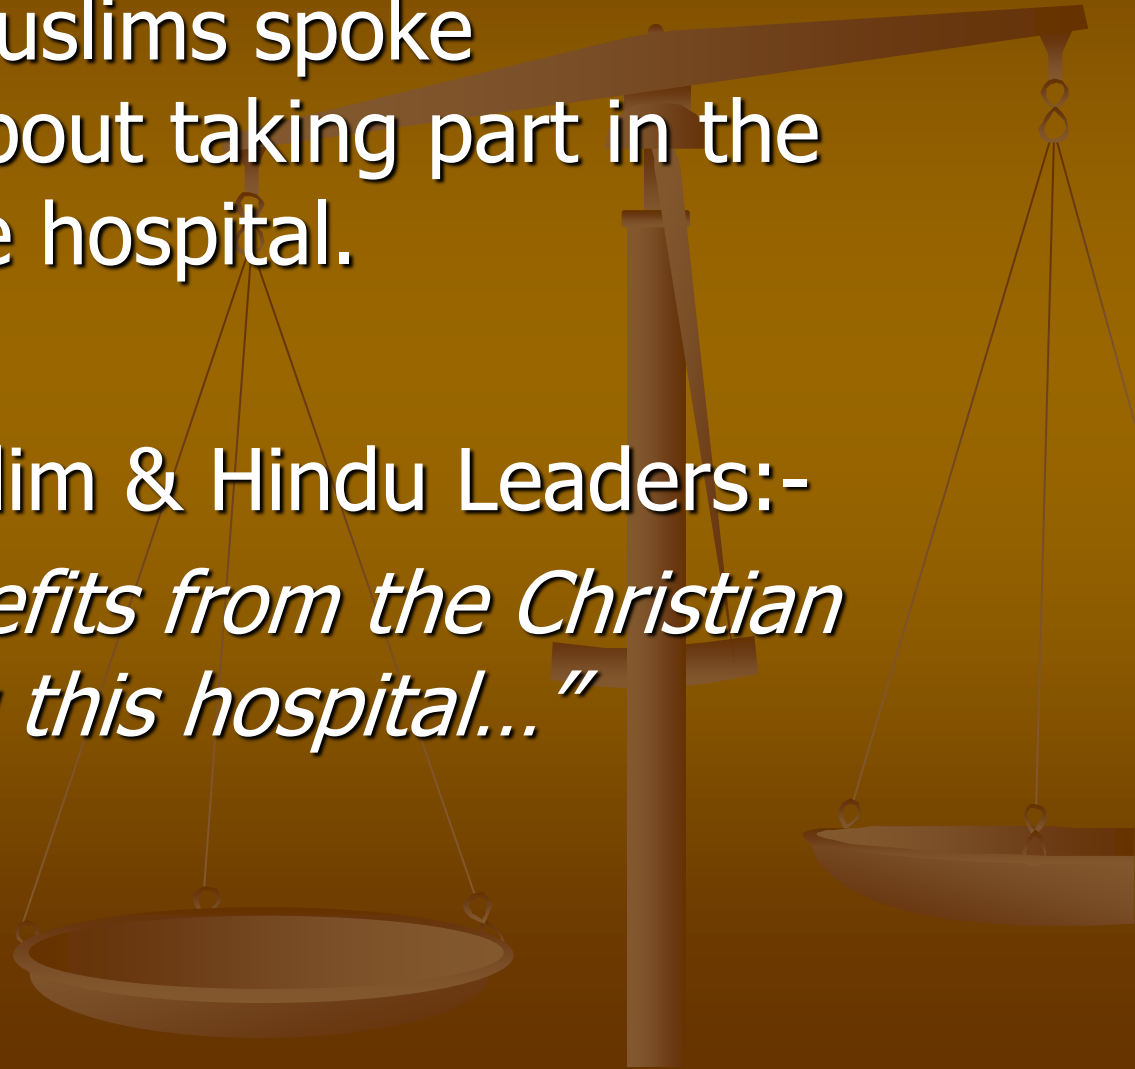 uslims spoke
bout taking part in the
e hospital.
lim & Hindu Leaders:-
efits from the Christian
this hospital...”